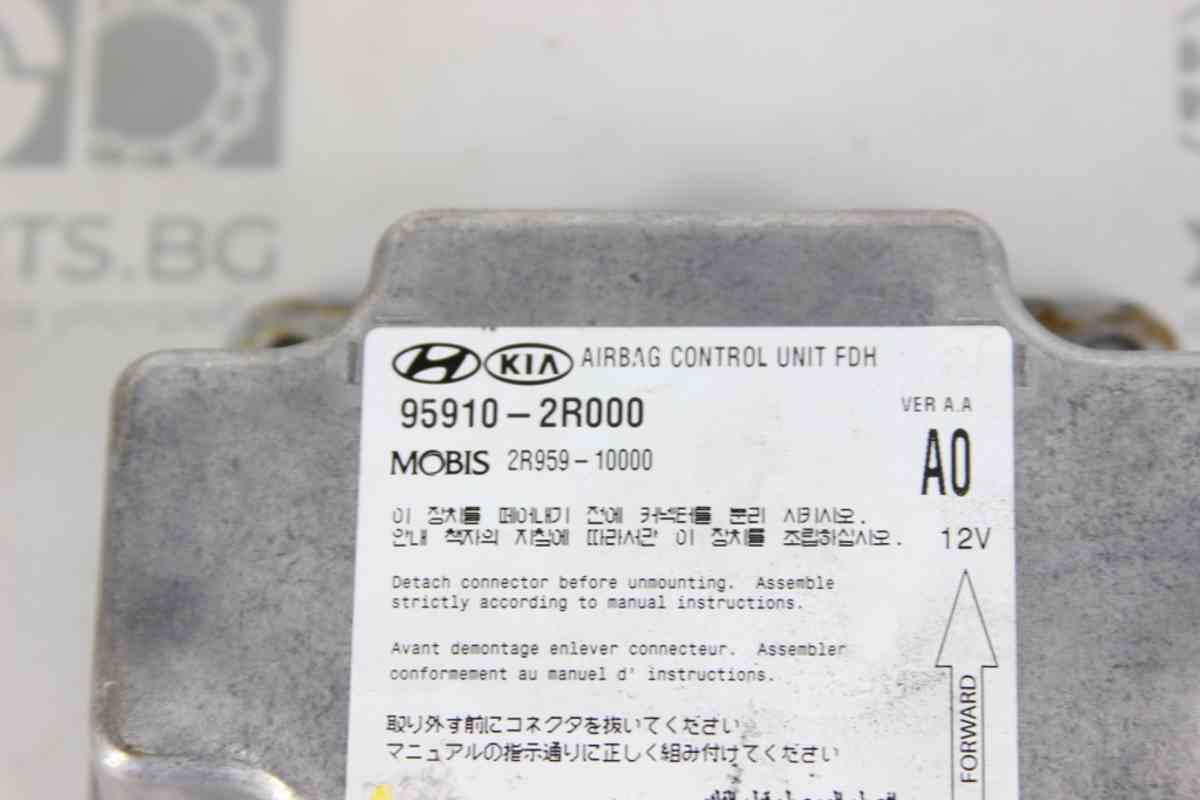 TS.BG
KIA AIRBAG CONTROL UNIT FDH
95910-2R000
VER A.A
MOBIS 2R959-10000
A0
이 장치를 떼어내기 전에 커넥터를 분리 시키시오.
안내 책자의 지침에 따라서만 이 장치를 조립하십시오.
12V
Detach connector before unmounting. Assemble
strictly according to manual instructions.
Avant demontage enlever connecteur. Assembler
conformement au manuel d' instructions.
FORWARD
取り外す前にコネクタを抜いてください
マニュアルの指示通りに正しく組み付けてください